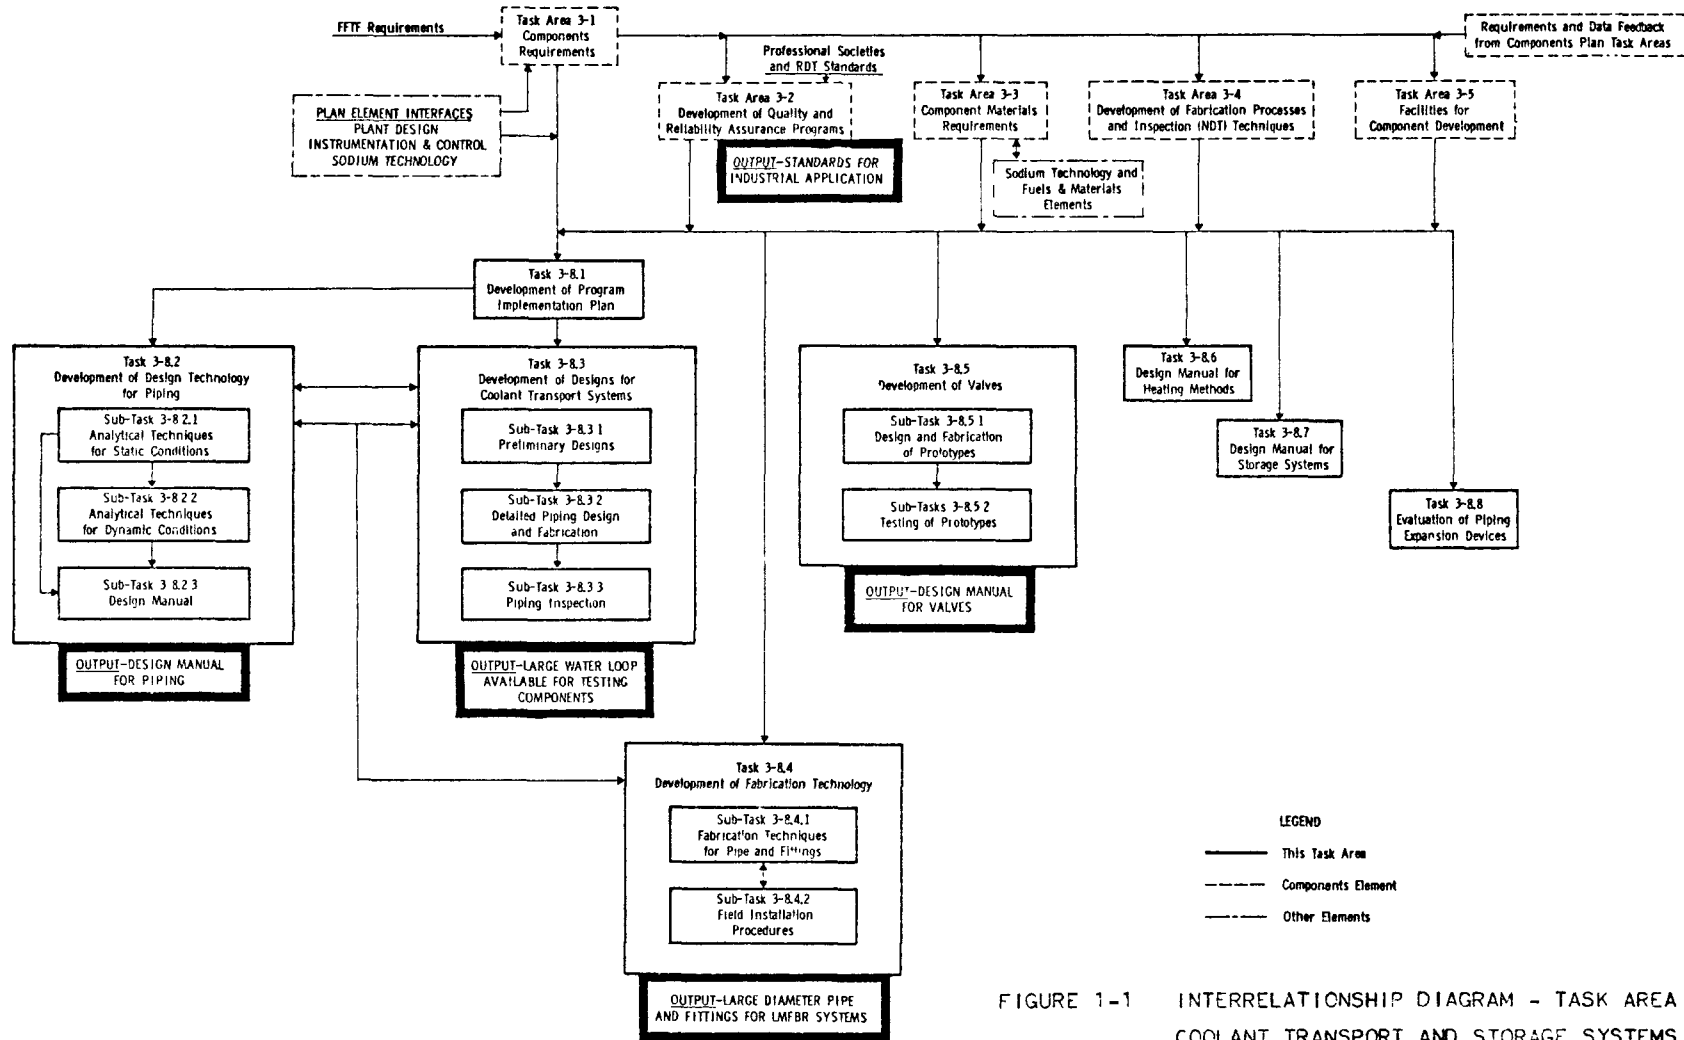 FFTF Requirements
Task Area 3-1
Components
Requirements
Requirements and Data Feedback
from Components Plan Task Areas
Professional Societies
and RDT Standards
PLAN ELEMENT INTERFACES
PLANT DESIGN
INSTRUMENTATION & CONTROL
SODIUM TECHNOLOGY
Task Area 3-2
Development of Quality and
Reliability Assurance Programs
OUTPUT-STANDARDS FOR
INDUSTRIAL APPLICATION
Task Area 3-3
Component Materials
Requirements
Sodium Technology and
Fuels & Materials
Elements
Task Area 3-4
Development of Fabrication Processes
and Inspection (NDT) Techniques
Task Area 3-5
Facilities for
Component Development
Task 3-8.1
Development of Program
Implementation Plan
Task 3-8.2
Development of Design Technology
for Piping
Sub-Task 3-8 2.1
Analytical Techniques
for Static Conditions
Sub-Task 3-8 2 2
Analytical Techniques
for Dynamic Conditions
Sub-Task 3 8.2 3
Design Manual
OUTPUT-DESIGN MANUAL
FOR PIPING
Task 3-8.3
Development of Designs for
Coolant Transport Systems
Sub-Task 3-8.3 1
Preliminary Designs
Sub-Task 3-8.3 2
Detailed Piping Design
and Fabrication
Sub-Task 3-8.3 3
Piping Inspection
OUTPUT-LARGE WATER LOOP
AVAILABLE FOR TESTING
COMPONENTS
Task 3-8.5
Development of Valves
Sub-Task 3-8.5 1
Design and Fabrication
of Prototypes
Sub-Tasks 3-8.5 2
Testing of Prototypes
OUTPUT-DESIGN MANUAL
FOR VALVES
Task 3-8.6
Design Manual for
Heating Methods
Task 3-8.7
Design Manual for
Storage Systems
Task 3-8.8
Evaluation of Piping
Expansion Devices
Task 3-8.4
Development of Fabrication Technology
Sub-Task 3-8.4.1
Fabrication Techniques
for Pipe and Fittings
Sub-Task 3-8.4.2
Field Installation
Procedures
OUTPUT-LARGE DIAMETER PIPE
AND FITTINGS FOR LMFBR SYSTEMS
LEGEND
This Task Area
Components Element
Other Elements
FIGURE 1-1 INTERRELATIONSHIP DIAGRAM - TASK AREA
COOLANT TRANSPORT AND STORAGE SYSTEMS